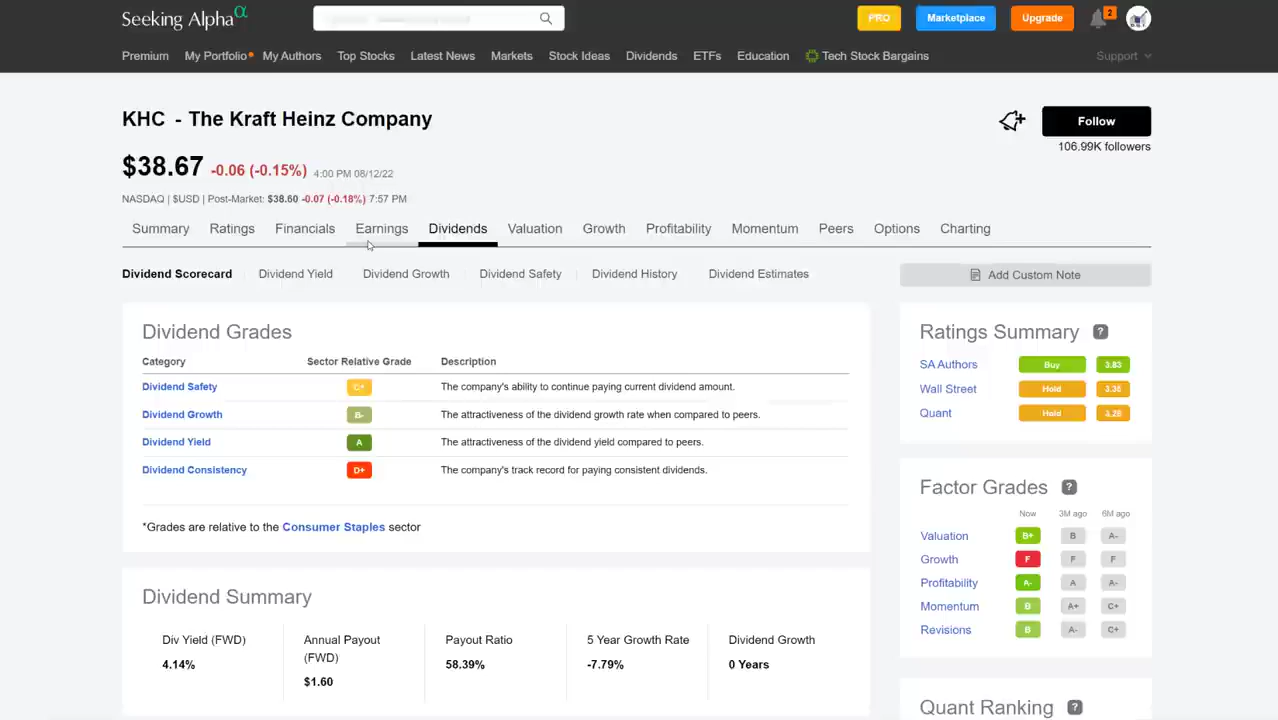 Seeking Alpha α
PRO Marketplace Upgrade 2
Premium My Portfolio My Authors Top Stocks Latest News Markets Stock Ideas Dividends ETFs Education Tech Stock Bargains Support
KHC - The Kraft Heinz Company
Follow
106.99K followers
$38.67 -0.06 (-0.15%) 4:00 PM 08/12/22
NASDAQ | $USD | Post-Market: $38.60 -0.07 (-0.18%) 7:57 PM
Summary Ratings Financials Earnings Dividends Valuation Growth Profitability Momentum Peers Options Charting
Dividend Scorecard Dividend Yield Dividend Growth Dividend Safety Dividend History Dividend Estimates
Add Custom Note
Dividend Grades
Category Sector Relative Grade Description
Dividend Safety C+ The company's ability to continue paying current dividend amount.
Dividend Growth B- The attractiveness of the dividend growth rate when compared to peers.
Dividend Yield A The attractiveness of the dividend yield compared to peers.
Dividend Consistency D+ The company's track record for paying consistent dividends.
*Grades are relative to the Consumer Staples sector
Dividend Summary
Div Yield (FWD) Annual Payout (FWD) Payout Ratio 5 Year Growth Rate Dividend Growth
4.14% $1.60 58.39% -7.79% 0 Years
Ratings Summary ?
SA Authors Buy 3.83
Wall Street Hold 3.38
Quant Hold 3.28
Factor Grades ?
Now 3M ago 6M ago
Valuation B+ B A-
Growth F F F
Profitability A- A A-
Momentum B A+ C+
Revisions B A- C+
Quant Ranking ?